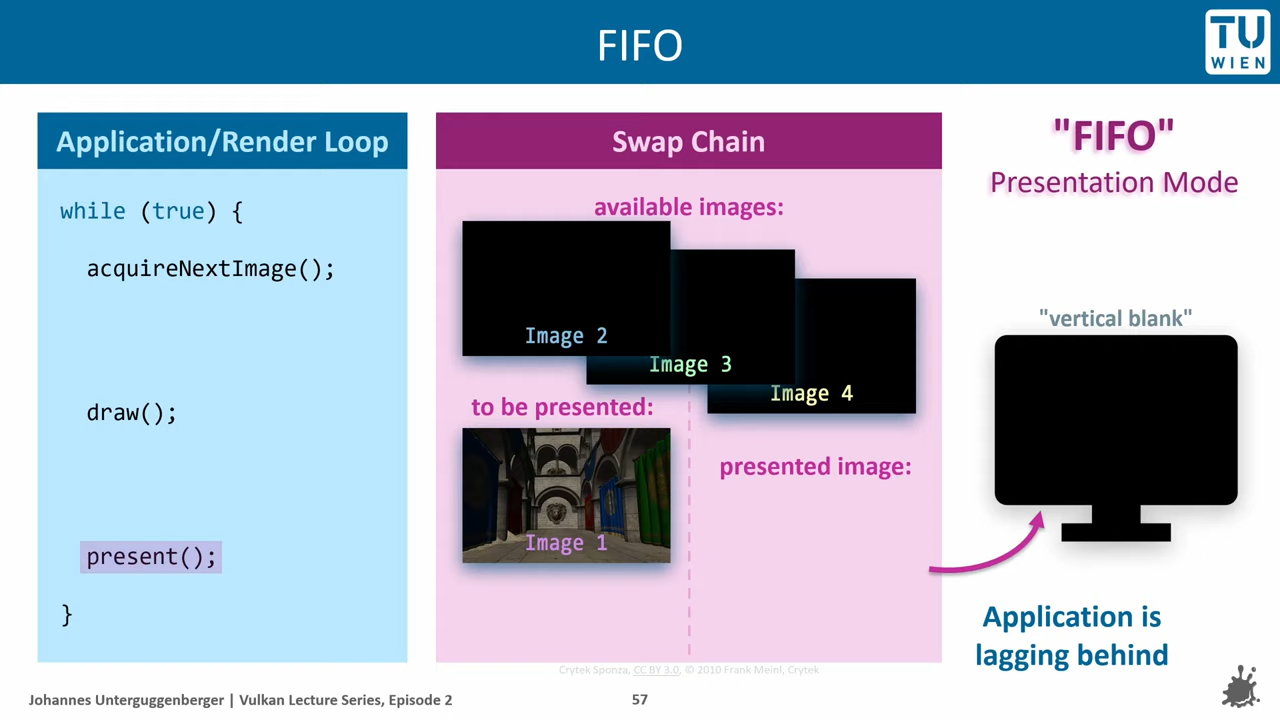 FIFO
TU
WIEN
Application/Render Loop
while (true) {
acquireNextImage();
draw();
present();
}
Swap Chain
available images:
Image 2
Image 3
Image 4
to be presented:
Image 1
presented image:
"FIFO"
Presentation Mode
"vertical blank"
Application is
lagging behind
Crytek Sponza, CC BY 3.0, © 2010 Frank Meinl, Crytek
Johannes Unterguggenberger | Vulkan Lecture Series, Episode 2
57